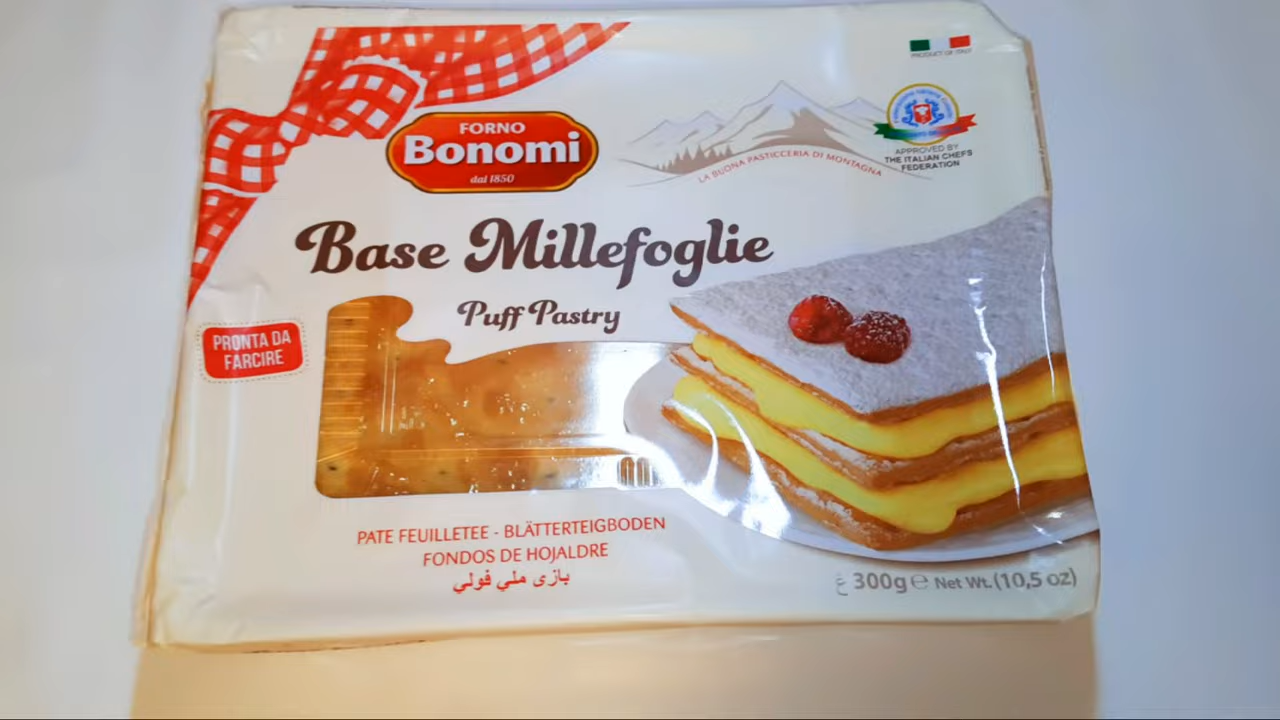 PRODUCT OF ITALY
FORNO
Bonomi
dal 1850
LA BUONA PASTICCERIA DI MONTAGNA
APPROVED BY
THE ITALIAN CHEFS
FEDERATION
Base Millefoglie
Puff Pastry
PRONTA DA
FARCIRE
PATE FEUILLETEE - BLÄTTERTEIGBODEN
FONDOS DE HOJALDRE
بازى ملي فولي
غ 300g ℮ Net Wt. (10,5 oz)